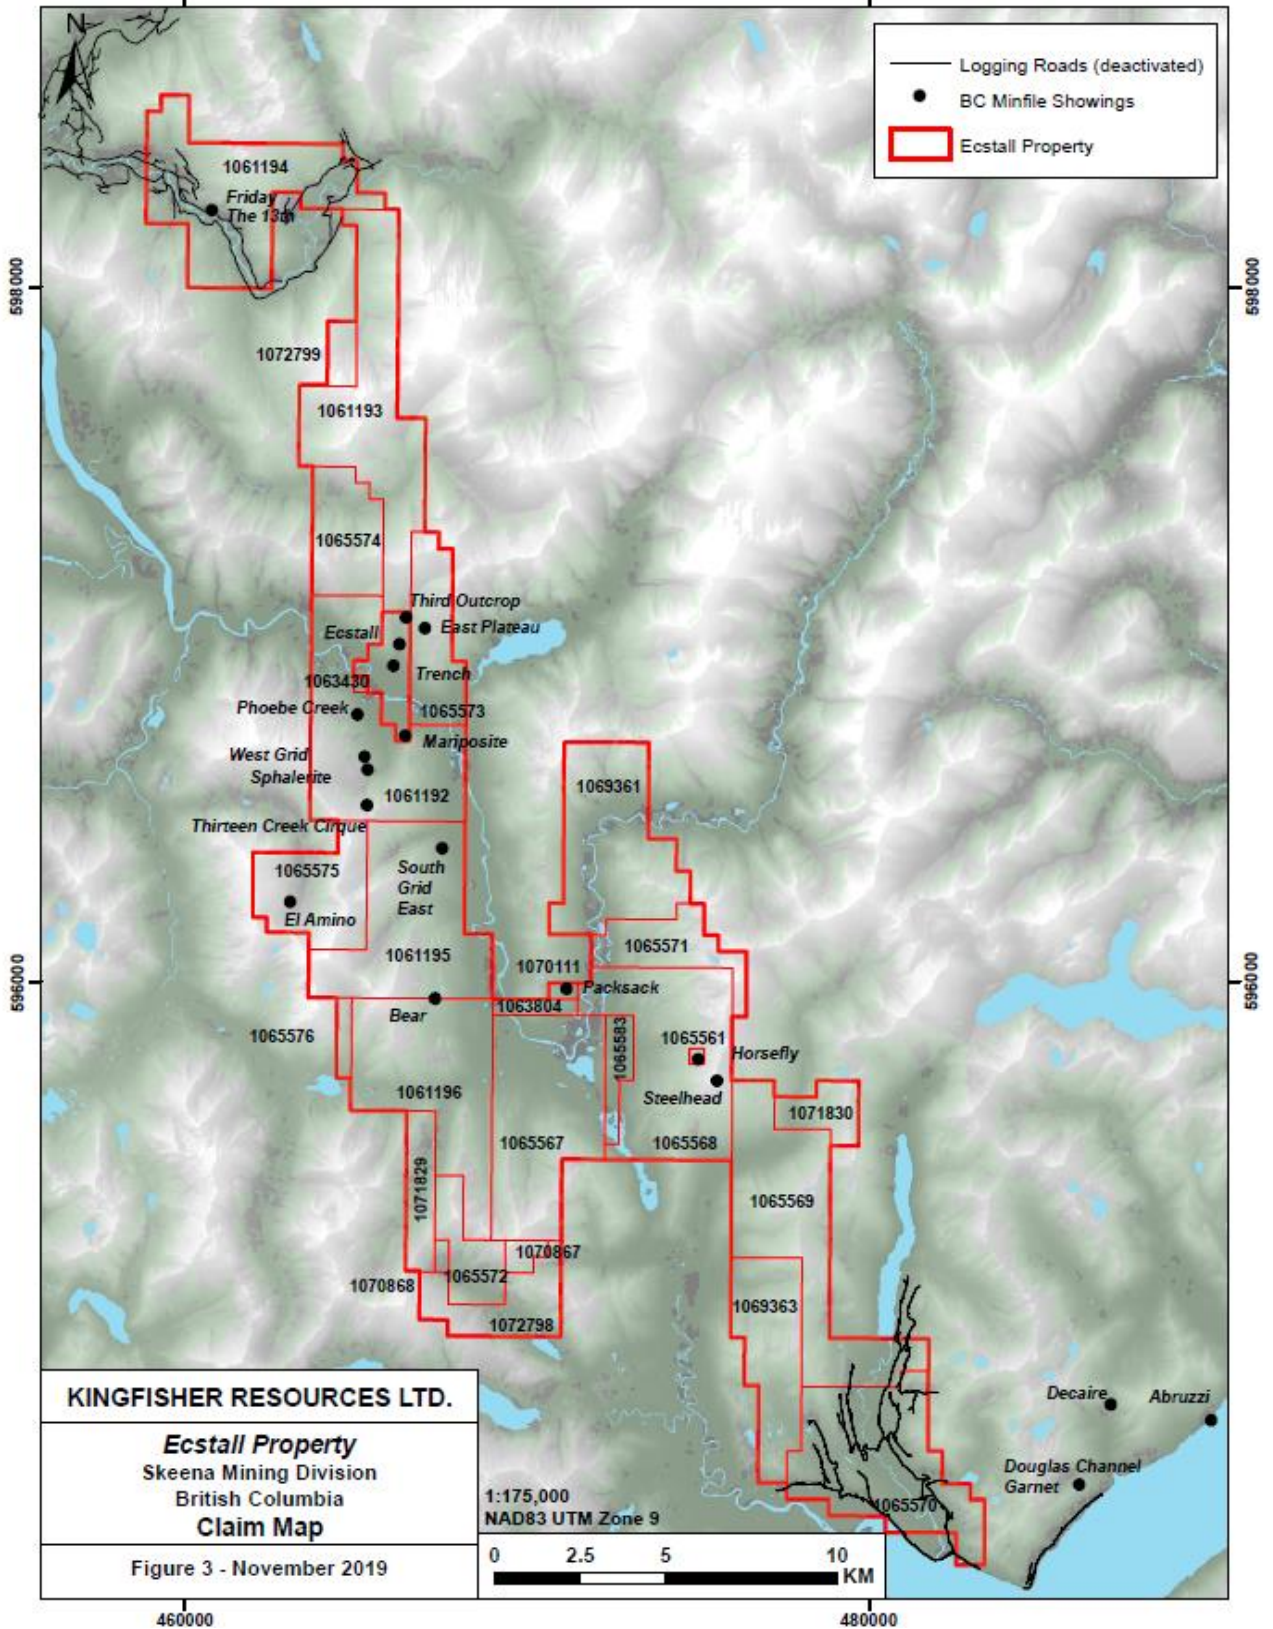 N
Logging Roads (deactivated)
BC Minfile Showings
Ecstall Property
1061194
Friday
The 13th
598000
598000
1072799
1061193
1065574
Third Outcrop
East Plateau
Ecstall
Trench
1063430
Phoebe Creek
1065573
Mariposite
West Grid
Sphalerite
1069361
1061192
Thirteen Creek Cirque
1065575
South
Grid
East
El Amino
1065571
1061195
1070111
Packsack
596000
596000
1063804
Bear
1065576
1065583
1065561
Horsefly
1061196
Steelhead
1071830
1065567
1065568
1071829
1065569
1070867
1065572
1070868
1069363
1072798
KINGFISHER RESOURCES LTD.
Decaire
Abruzzi
Ecstall Property
Skeena Mining Division
British Columbia
Claim Map
Douglas Channel
Garnet
1:175,000
NAD83 UTM Zone 9
1065570
Figure 3 - November 2019
0 2.5 5 10
KM
460000
480000